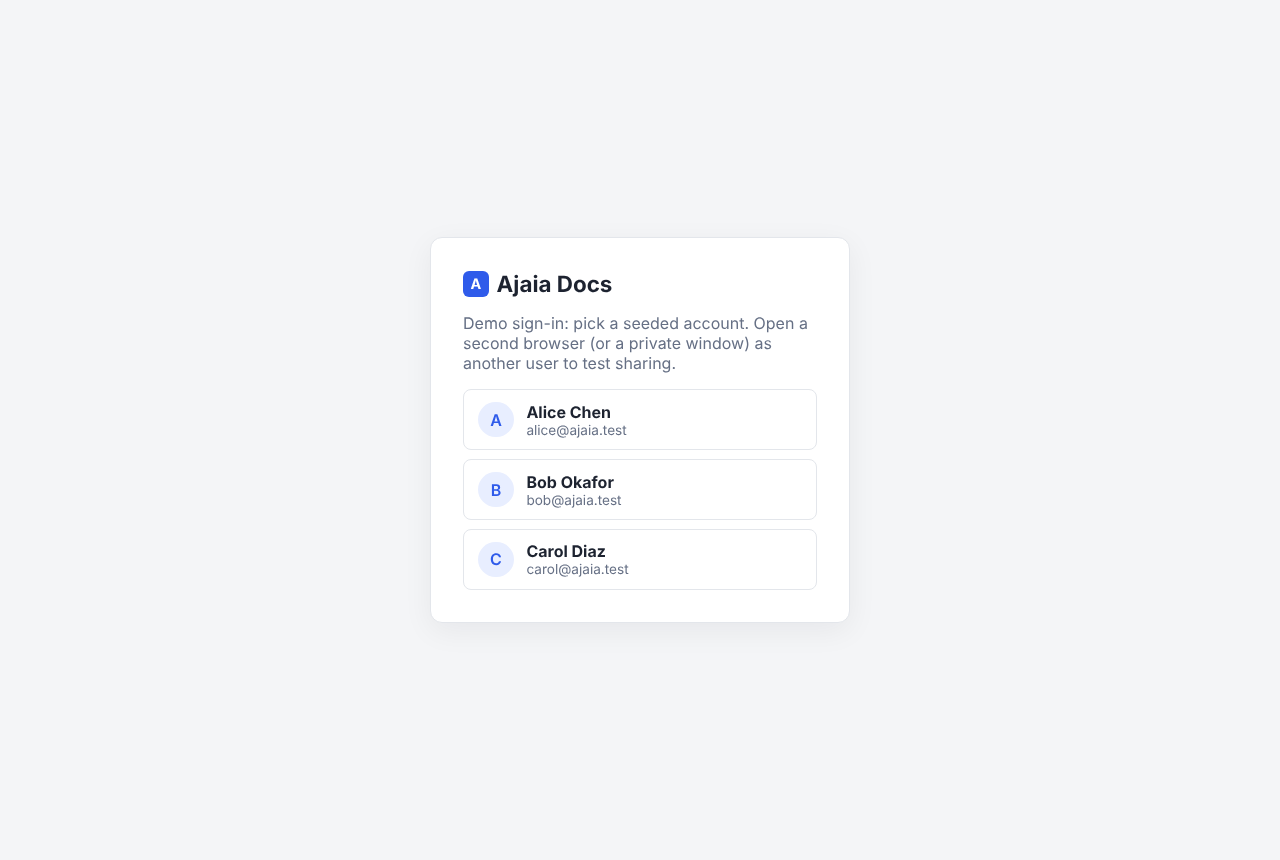 A Ajaia Docs
Demo sign-in: pick a seeded account. Open a
second browser (or a private window) as
another user to test sharing.
A
Alice Chen
alice@ajaia.test
B
Bob Okafor
bob@ajaia.test
C
Carol Diaz
carol@ajaia.test